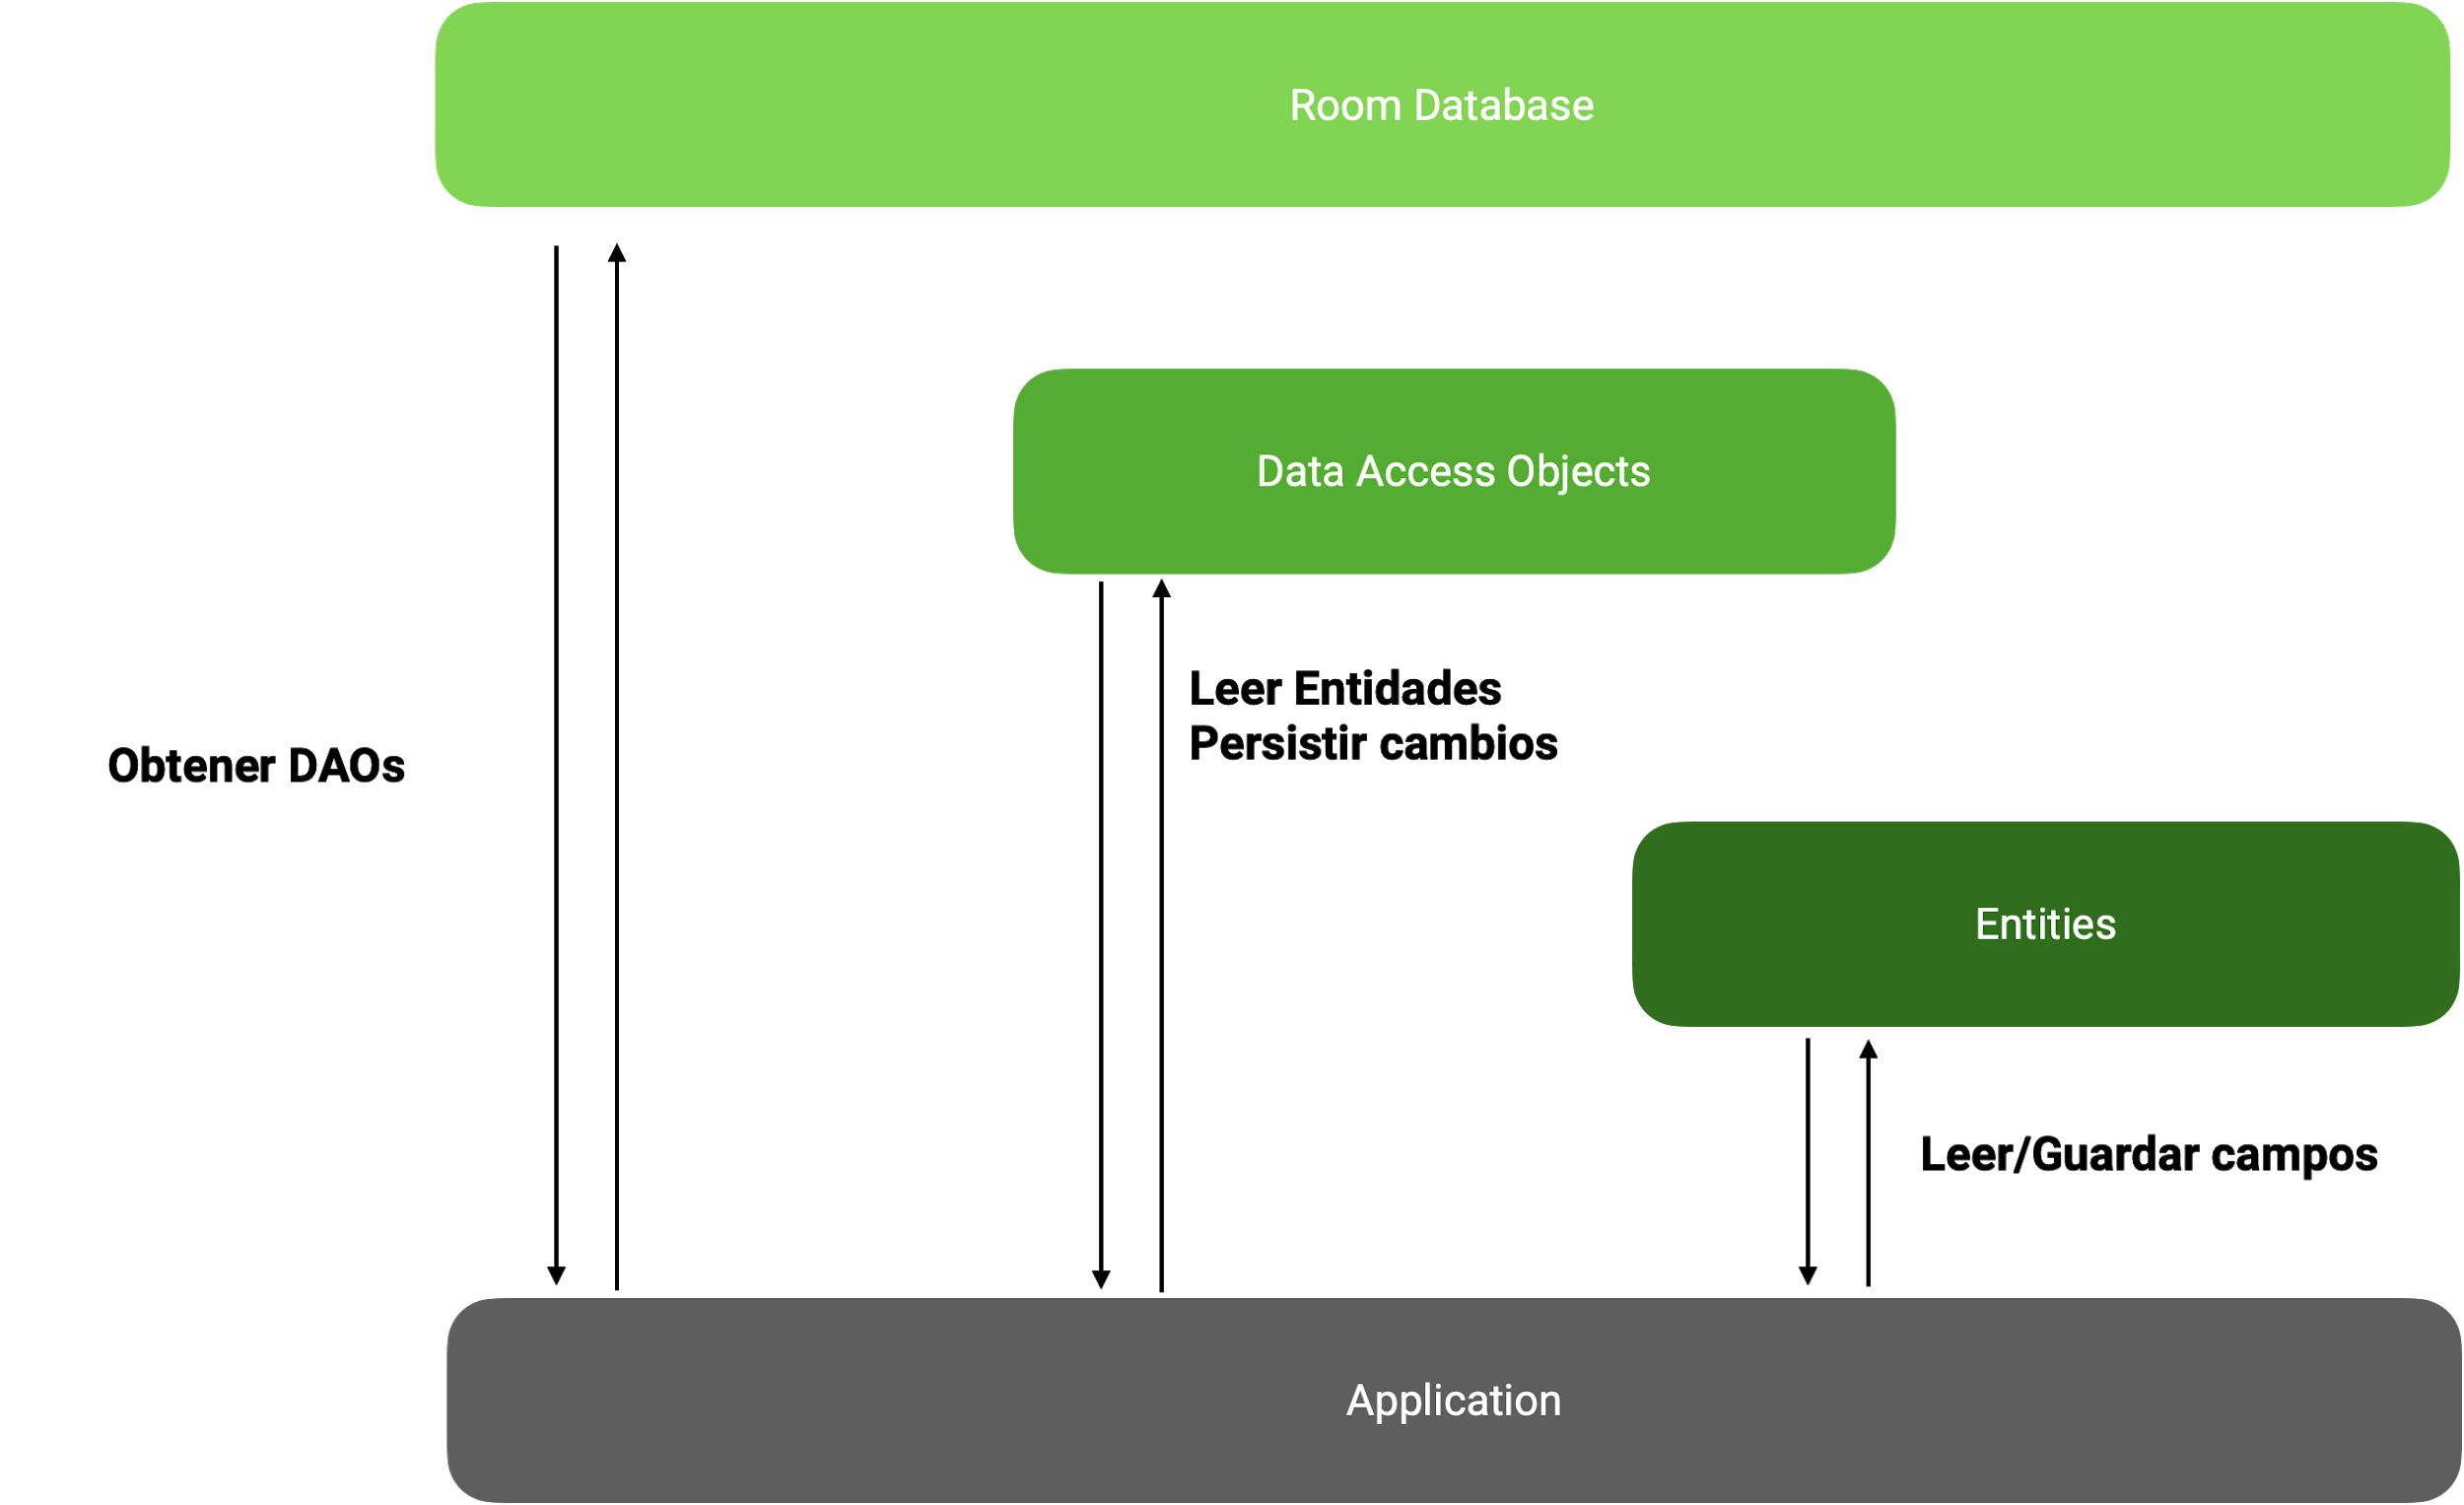 Room Database
Data Access Objects
Leer Entidades
Persistir cambios
Obtener DAOs
Entities
Leer/Guardar campos
Application